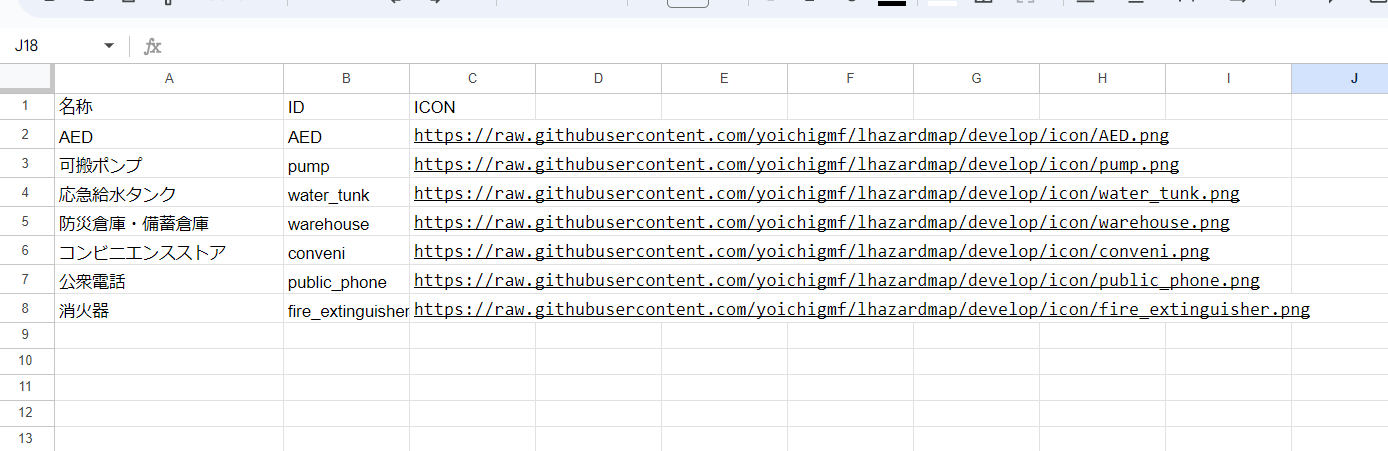 J18 fx
A B C D E F G H I J
1 名称 ID ICON
2 AED AED https://raw.githubusercontent.com/yoichigmf/lhazardmap/develop/icon/AED.png
3 可搬ポンプ pump https://raw.githubusercontent.com/yoichigmf/lhazardmap/develop/icon/pump.png
4 応急給水タンク water_tunk https://raw.githubusercontent.com/yoichigmf/lhazardmap/develop/icon/water_tunk.png
5 防災倉庫・備蓄倉庫 warehouse https://raw.githubusercontent.com/yoichigmf/lhazardmap/develop/icon/warehouse.png
6 コンビニエンスストア conveni https://raw.githubusercontent.com/yoichigmf/lhazardmap/develop/icon/conveni.png
7 公衆電話 public_phone https://raw.githubusercontent.com/yoichigmf/lhazardmap/develop/icon/public_phone.png
8 消火器 fire_extinguisher https://raw.githubusercontent.com/yoichigmf/lhazardmap/develop/icon/fire_extinguisher.png
9
10
11
12
13